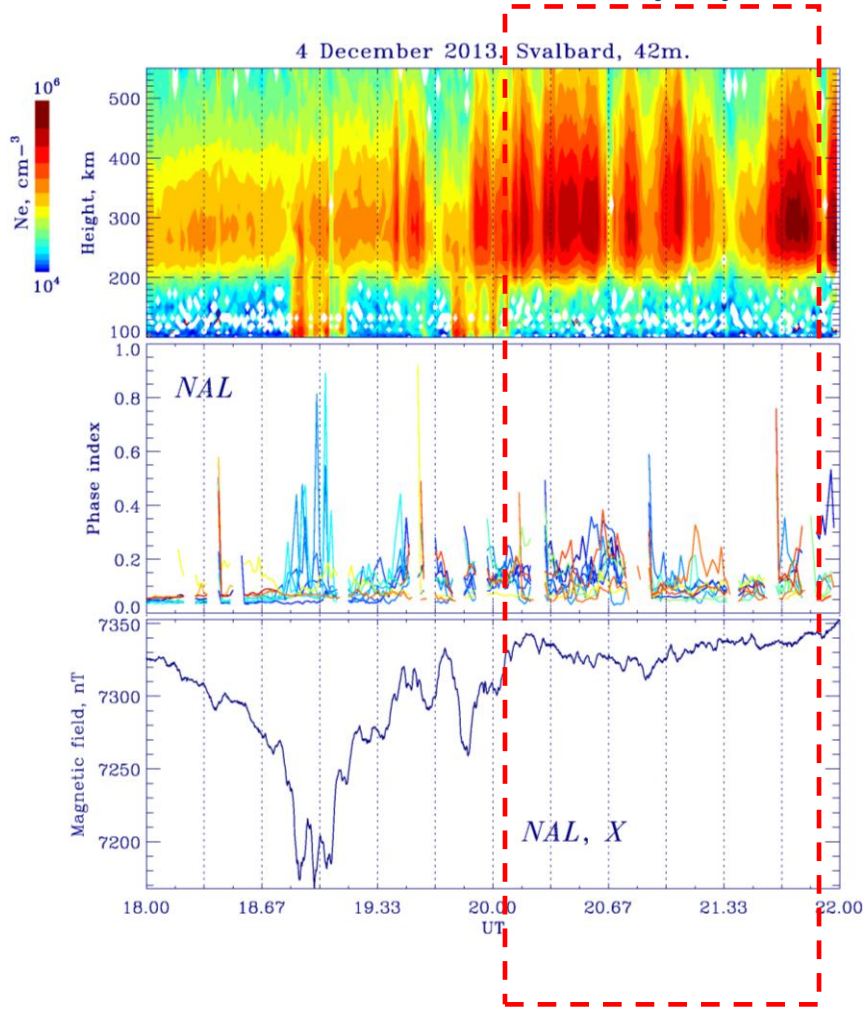 4 December 2013. Svalbard, 42m.
10⁶
Ne, cm⁻³
10⁴
Height, km
500
400
300
200
100
NAL
Phase index
1.0
0.8
0.6
0.4
0.2
0.0
Magnetic field, nT
7350
7300
7250
7200
NAL, X
18.00 18.67 19.33 20.00 20.67 21.33 22.00
UT